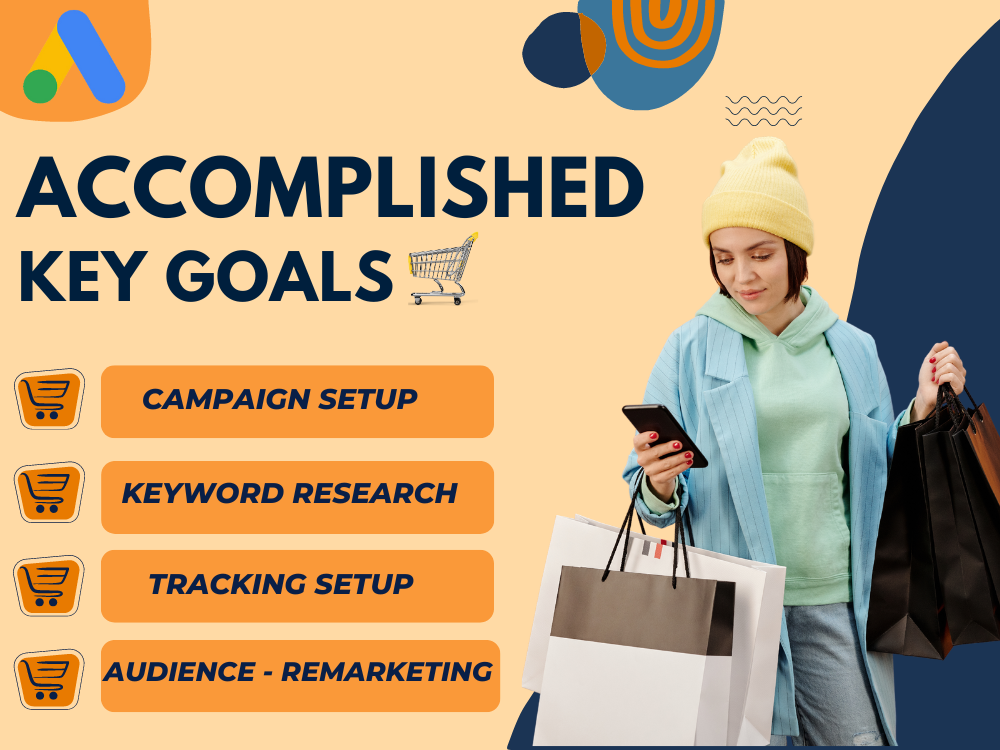 ACCOMPLISHED
KEY GOALS
CAMPAIGN SETUP
KEYWORD RESEARCH
TRACKING SETUP
AUDIENCE - REMARKETING